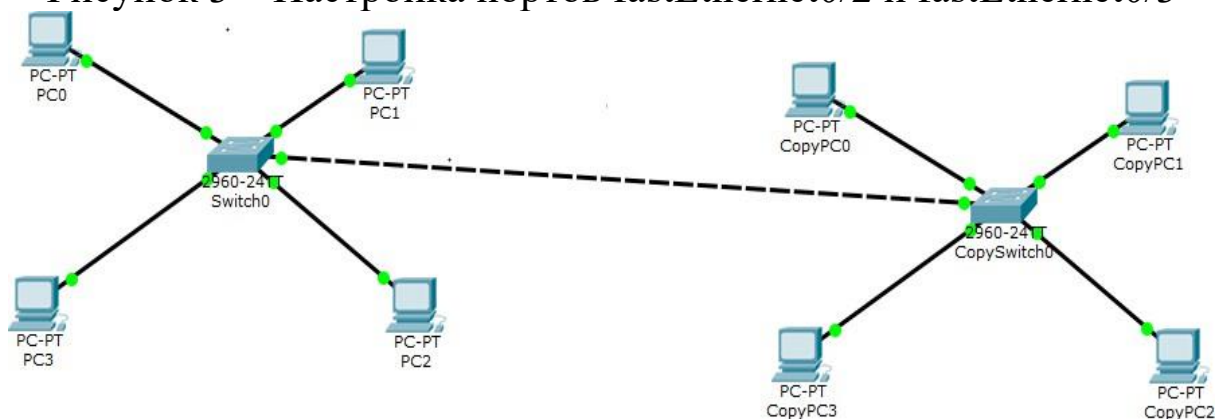 Рисунок 3 – Настройка портов fastEthernet0/2 и fastEthernet0/3
PC-PT
PC0
PC-PT
PC1
2960-24TT
Switch0
PC-PT
PC3
PC-PT
PC2
PC-PT
CopyPC0
PC-PT
CopyPC1
2960-24TT
CopySwitch0
PC-PT
CopyPC3
PC-PT
CopyPC2